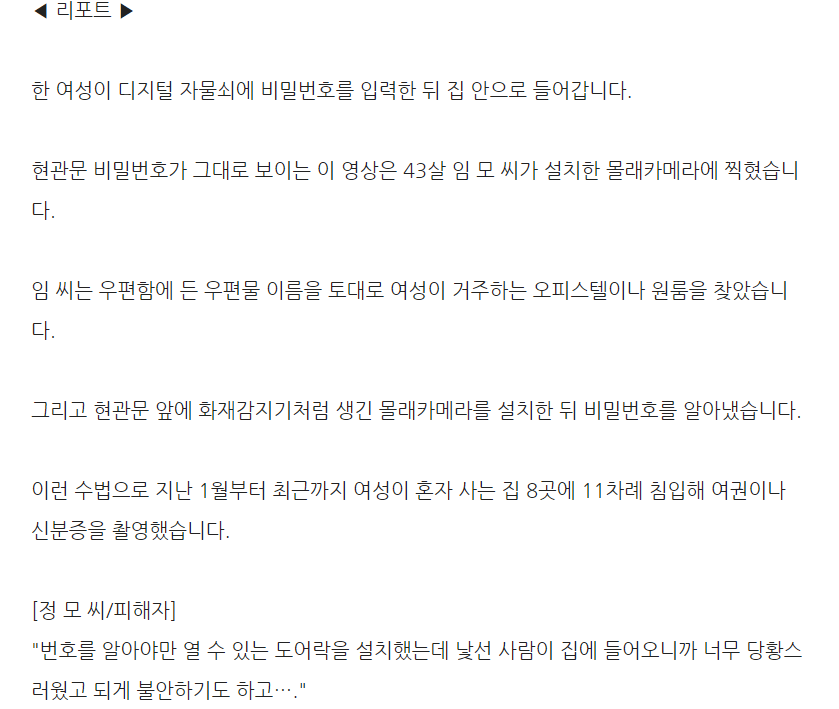 ◀ 리포트 ▶
한 여성이 디지털 자물쇠에 비밀번호를 입력한 뒤 집 안으로 들어갑니다.
현관문 비밀번호가 그대로 보이는 이 영상은 43살 임 모 씨가 설치한 몰래카메라에 찍혔습니
다.
임 씨는 우편함에 든 우편물 이름을 토대로 여성이 거주하는 오피스텔이나 원룸을 찾았습니
다.
그리고 현관문 앞에 화재감지기처럼 생긴 몰래카메라를 설치한 뒤 비밀번호를 알아냈습니다.
이런 수법으로 지난 1월부터 최근까지 여성이 혼자 사는 집 8곳에 11차례 침입해 여권이나
신분증을 촬영했습니다.
[정 모 씨/피해자]
"번호를 알아야만 열 수 있는 도어락을 설치했는데 낯선 사람이 집에 들어오니까 너무 당황스
러웠고 되게 불안하기도 하고…."